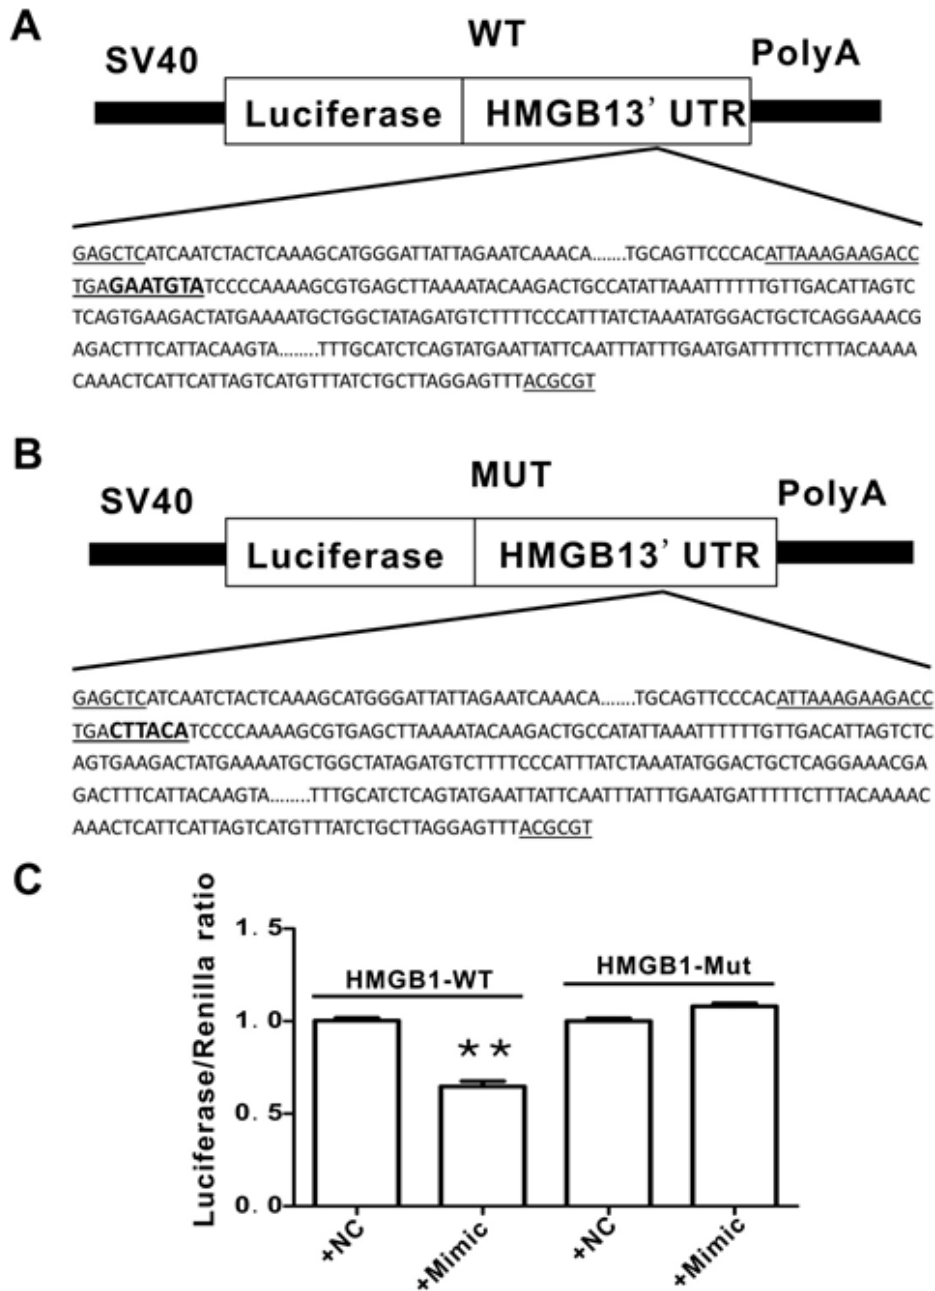 A
WT
SV40
PolyA
Luciferase
HMGB13' UTR
GAGCTCATCAATCTACTCAAAGCATGGGATTATTAGAATCAAACA.......TGCAGTTCCCACATTAAAGAAGACC
TGAGAATGTATCCCCAAAAGCGTGAGCTTAAAATACAAGACTGCCATATTAAATTTTTTGTTGACATTAGTC
TCAGTGAAGACTATGAAAATGCTGGCTATAGATGTCTTTTCCCATTTATCTAAATATGGACTGCTCAGGAAACG
AGACTTTCATTACAAGTA........TTTGCATCTCAGTATGAATTATTCAATTTATTTGAATGATTTTTCTTTACAAAA
CAAACTCATTCATTAGTCATGTTTATCTGCTTAGGAGTTTACGCGT
B
MUT
SV40
PolyA
Luciferase
HMGB13' UTR
GAGCTCATCAATCTACTCAAAGCATGGGATTATTAGAATCAAACA.......TGCAGTTCCCACATTAAAGAAGACC
TGACTTACATCCCCAAAAGCGTGAGCTTAAAATACAAGACTGCCATATTAAATTTTTTGTTGACATTAGTCTC
AGTGAAGACTATGAAAATGCTGGCTATAGATGTCTTTTCCCATTTATCTAAATATGGACTGCTCAGGAAACGA
GACTTTCATTACAAGTA........TTTGCATCTCAGTATGAATTATTCAATTTATTTGAATGATTTTTCTTTACAAAAC
AAACTCATTCATTAGTCATGTTTATCTGCTTAGGAGTTTACGCGT
C
Luciferase/Renilla ratio
1.5
1.0
0.5
0.0
HMGB1-WT
HMGB1-Mut
**
+NC
+Mimic
+NC
+Mimic